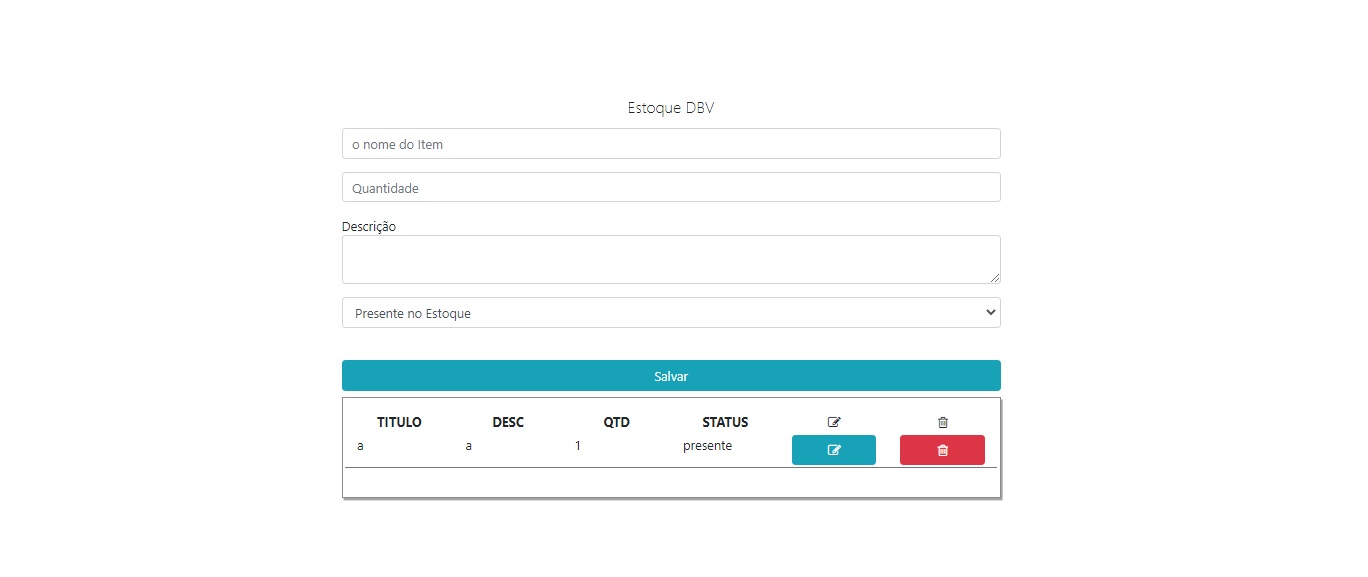 Estoque DBV
o nome do Item
Quantidade
Descrição
Presente no Estoque
Salvar
TITULO DESC QTD STATUS
a a 1 presente